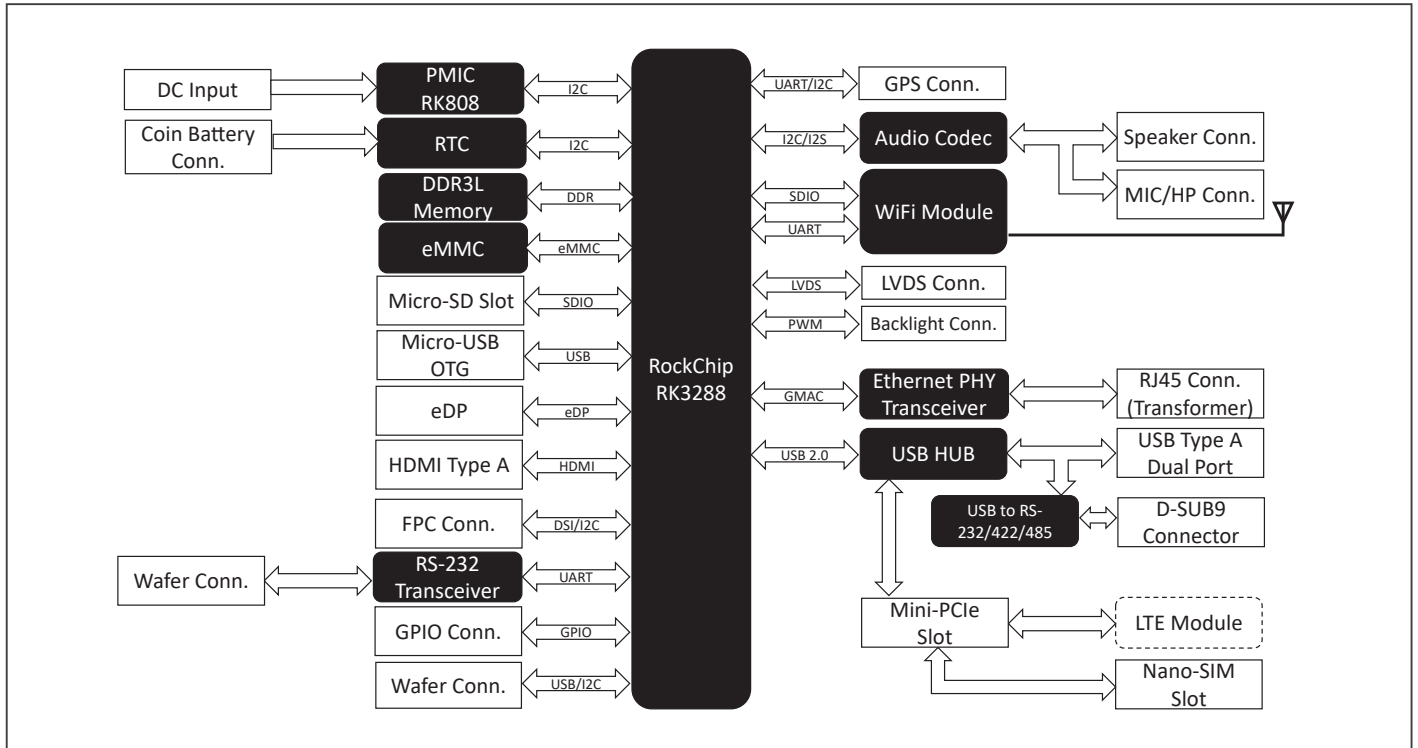 DC Input
PMIC
RK808
I2C
Coin Battery
Conn.
RTC
I2C
DDR3L
Memory
DDR
eMMC
eMMC
Micro-SD Slot
SDIO
Micro-USB
OTG
USB
eDP
eDP
HDMI Type A
HDMI
FPC Conn.
DSI/I2C
Wafer Conn.
RS-232
Transceiver
UART
GPIO Conn.
GPIO
Wafer Conn.
USB/I2C
RockChip
RK3288
UART/I2C
GPS Conn.
I2C/I2S
Audio Codec
Speaker Conn.
MIC/HP Conn.
SDIO
WiFi Module
UART
LVDS
LVDS Conn.
PWM
Backlight Conn.
GMAC
Ethernet PHY
Transceiver
RJ45 Conn.
(Transformer)
USB 2.0
USB HUB
USB Type A
Dual Port
USB to RS-
232/422/485
D-SUB9
Connector
Mini-PCIe
Slot
LTE Module
Nano-SIM
Slot